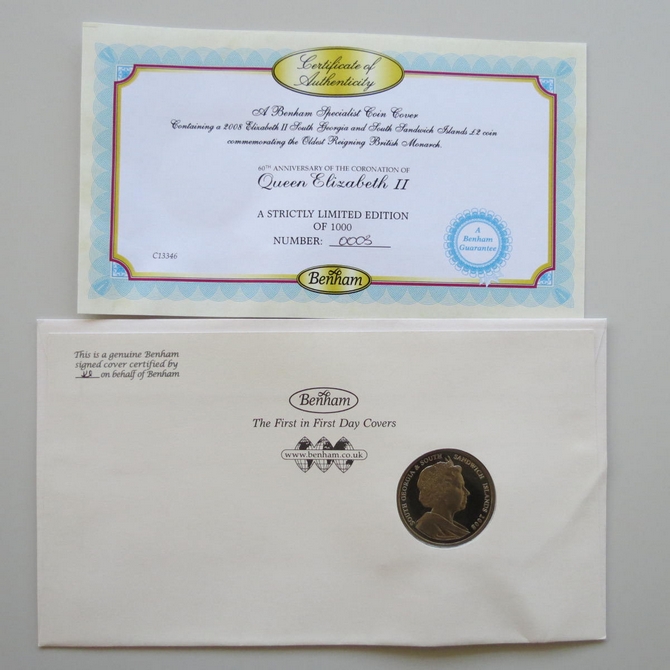 Certificate of
Authenticity
A Benham Specialist Coin Cover
Containing a 2008 Elizabeth II South Georgia and South Sandwich Islands £2 coin
commemorating the Oldest Reigning British Monarch.
60TH ANNIVERSARY OF THE CORONATION OF
Queen Elizabeth II
A STRICTLY LIMITED EDITION
OF 1000
NUMBER: 0003
A
Benham
Guarantee
C13346
Benham
This is a genuine Benham
signed cover certified by
on behalf of Benham
Benham
The First in First Day Covers
www.benham.co.uk
SOUTH GEORGIA & SOUTH SANDWICH ISLANDS 2008